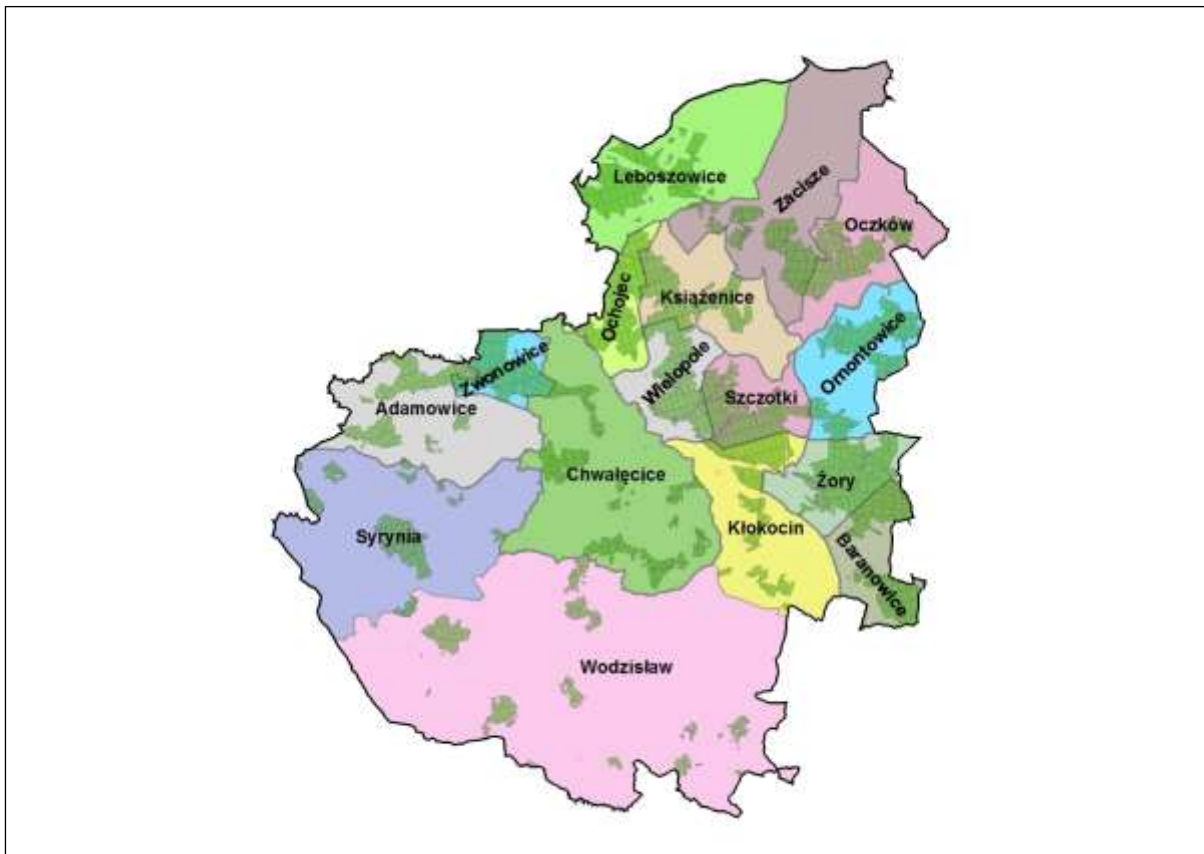 Leboszowice
Zacisze
Oczków
Ochojec
Książenice
Ornontowice
Zwonowice
Wielopole
Szczotki
Adamowice
Chwałęcice
Żory
Syrynia
Kłokocin
Baranowice
Wodzisław